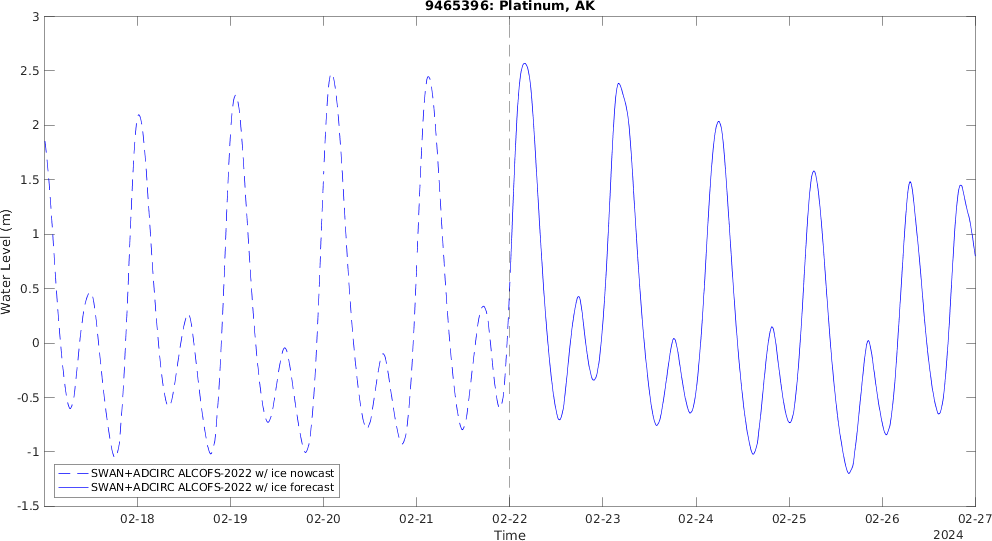 9465396: Platinum, AK
3
2.5
2
1.5
1
0.5
0
-0.5
-1
-1.5
Water Level (m)
SWAN+ADCIRC ALCOFS-2022 w/ ice nowcast
SWAN+ADCIRC ALCOFS-2022 w/ ice forecast
02-18 02-19 02-20 02-21 02-22 02-23 02-24 02-25 02-26 02-27
Time
2024